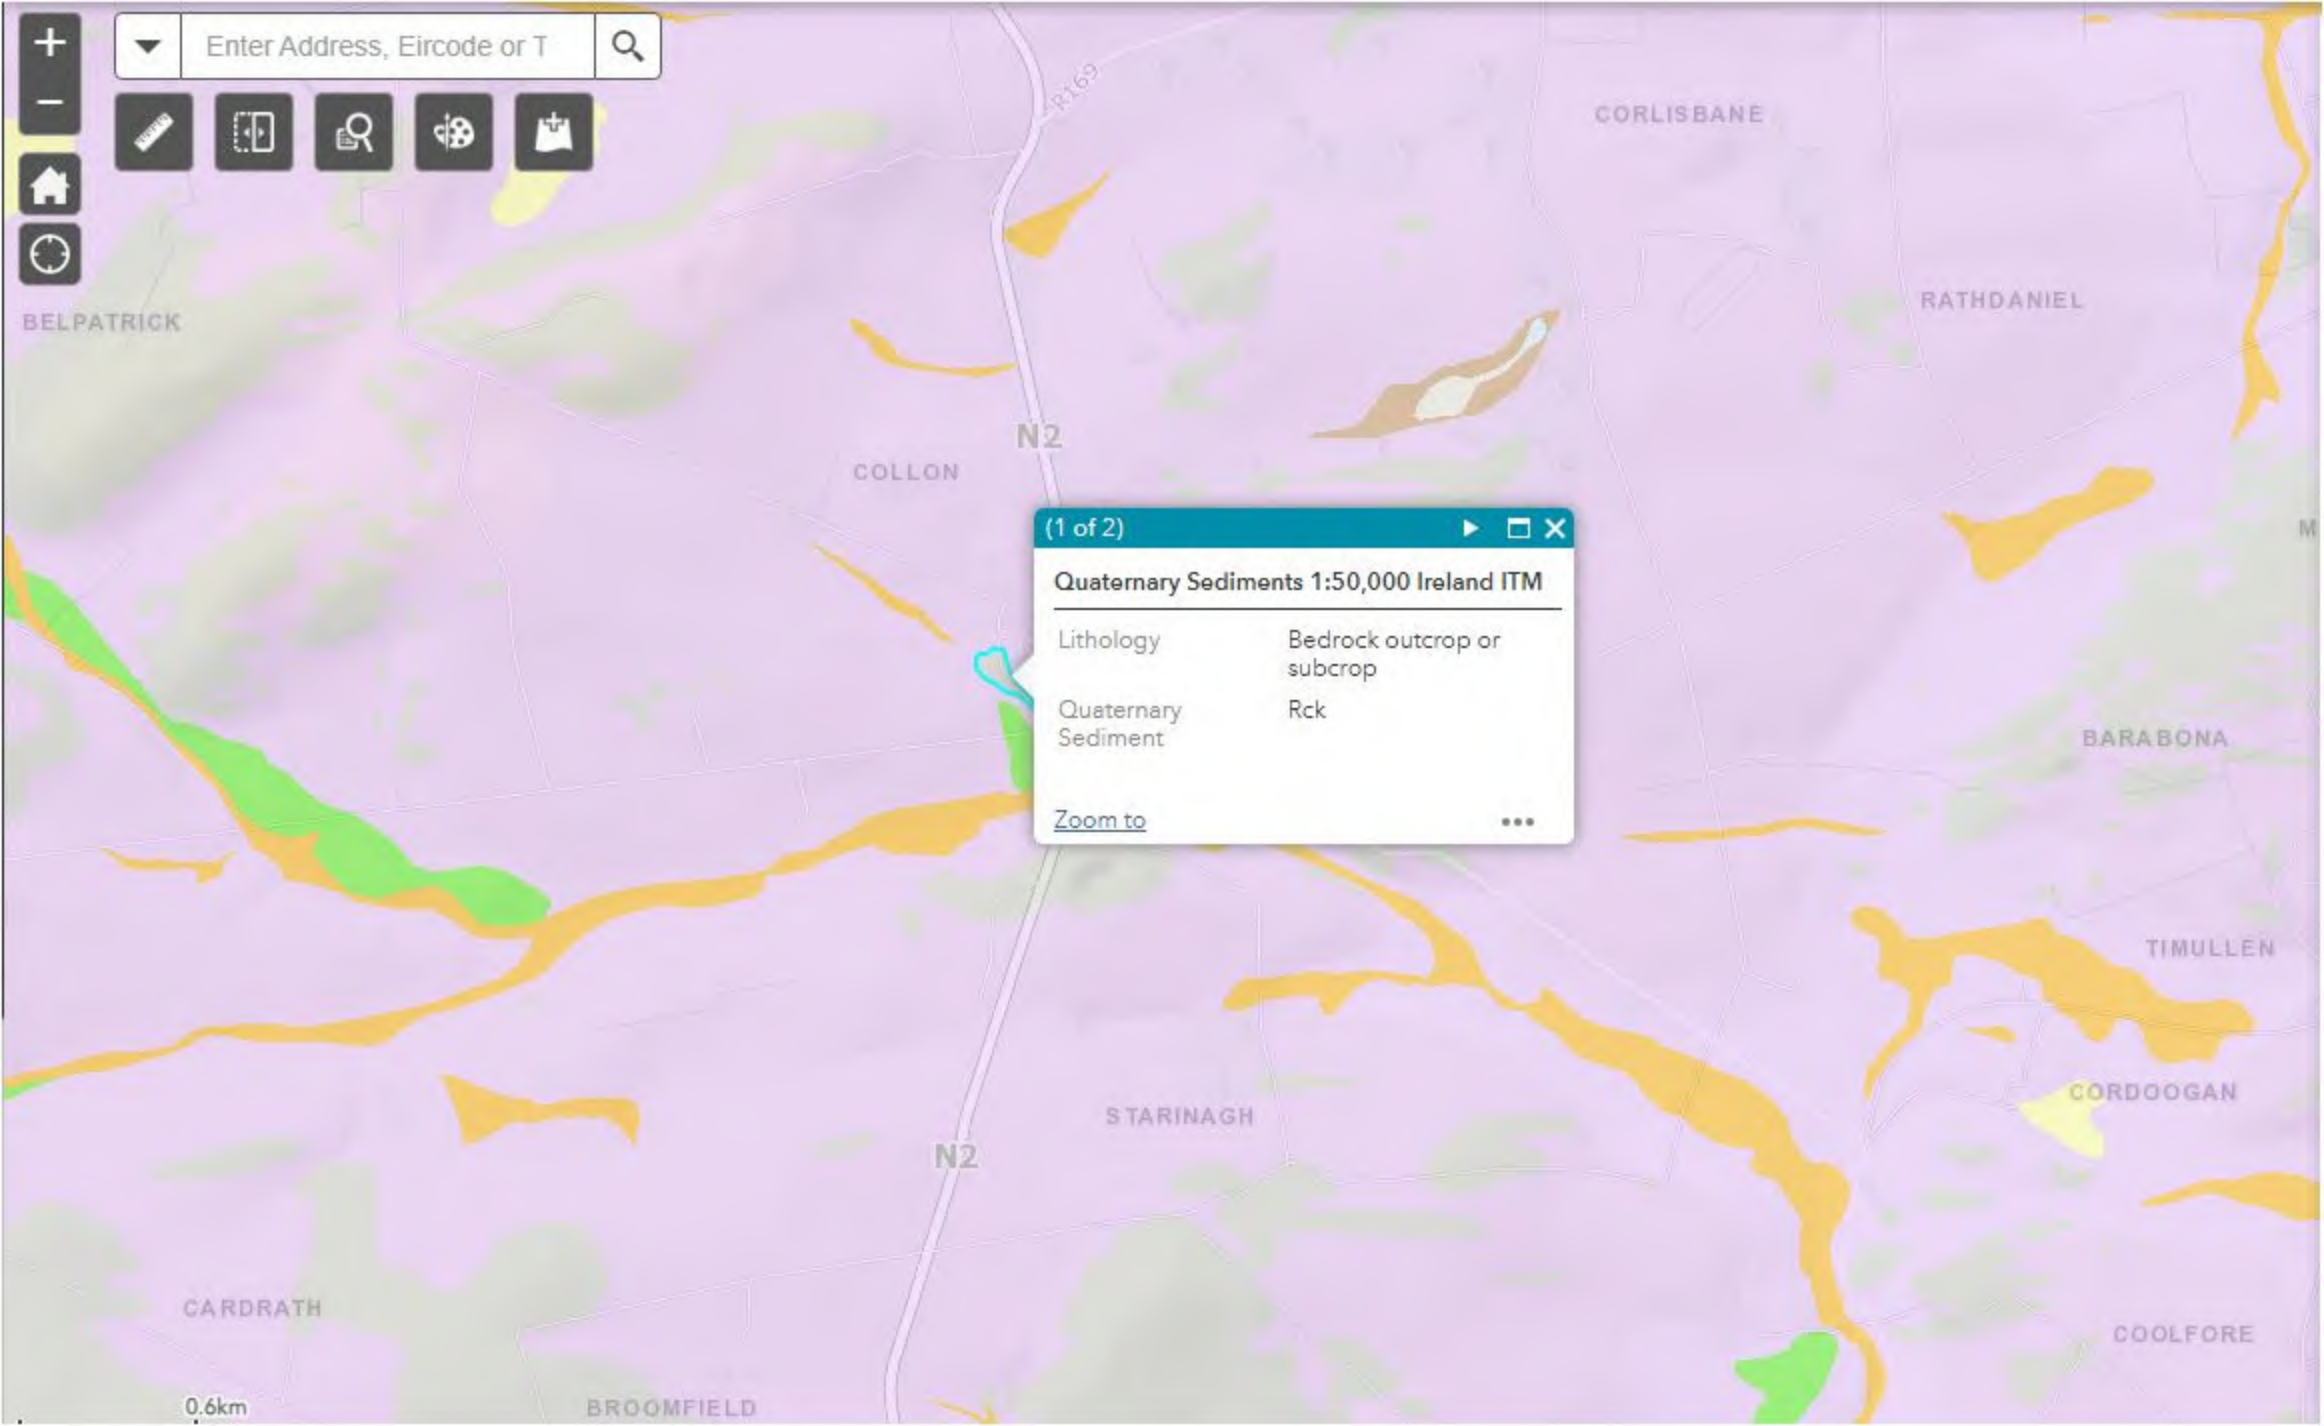 +
Enter Address, Eircode or T
−
R169
CORLISBANE
RATHDANIEL
BELPATRICK
N2
COLLON
(1 of 2)
M
Quaternary Sediments 1:50,000 Ireland ITM
Lithology
Bedrock outcrop or
subcrop
Quaternary
Sediment
Rck
BARABONA
Zoom to
TIMULLEN
CORDOOGAN
STARINAGH
N2
CARDRATH
COOLFORE
0.6km
BROOMFIELD